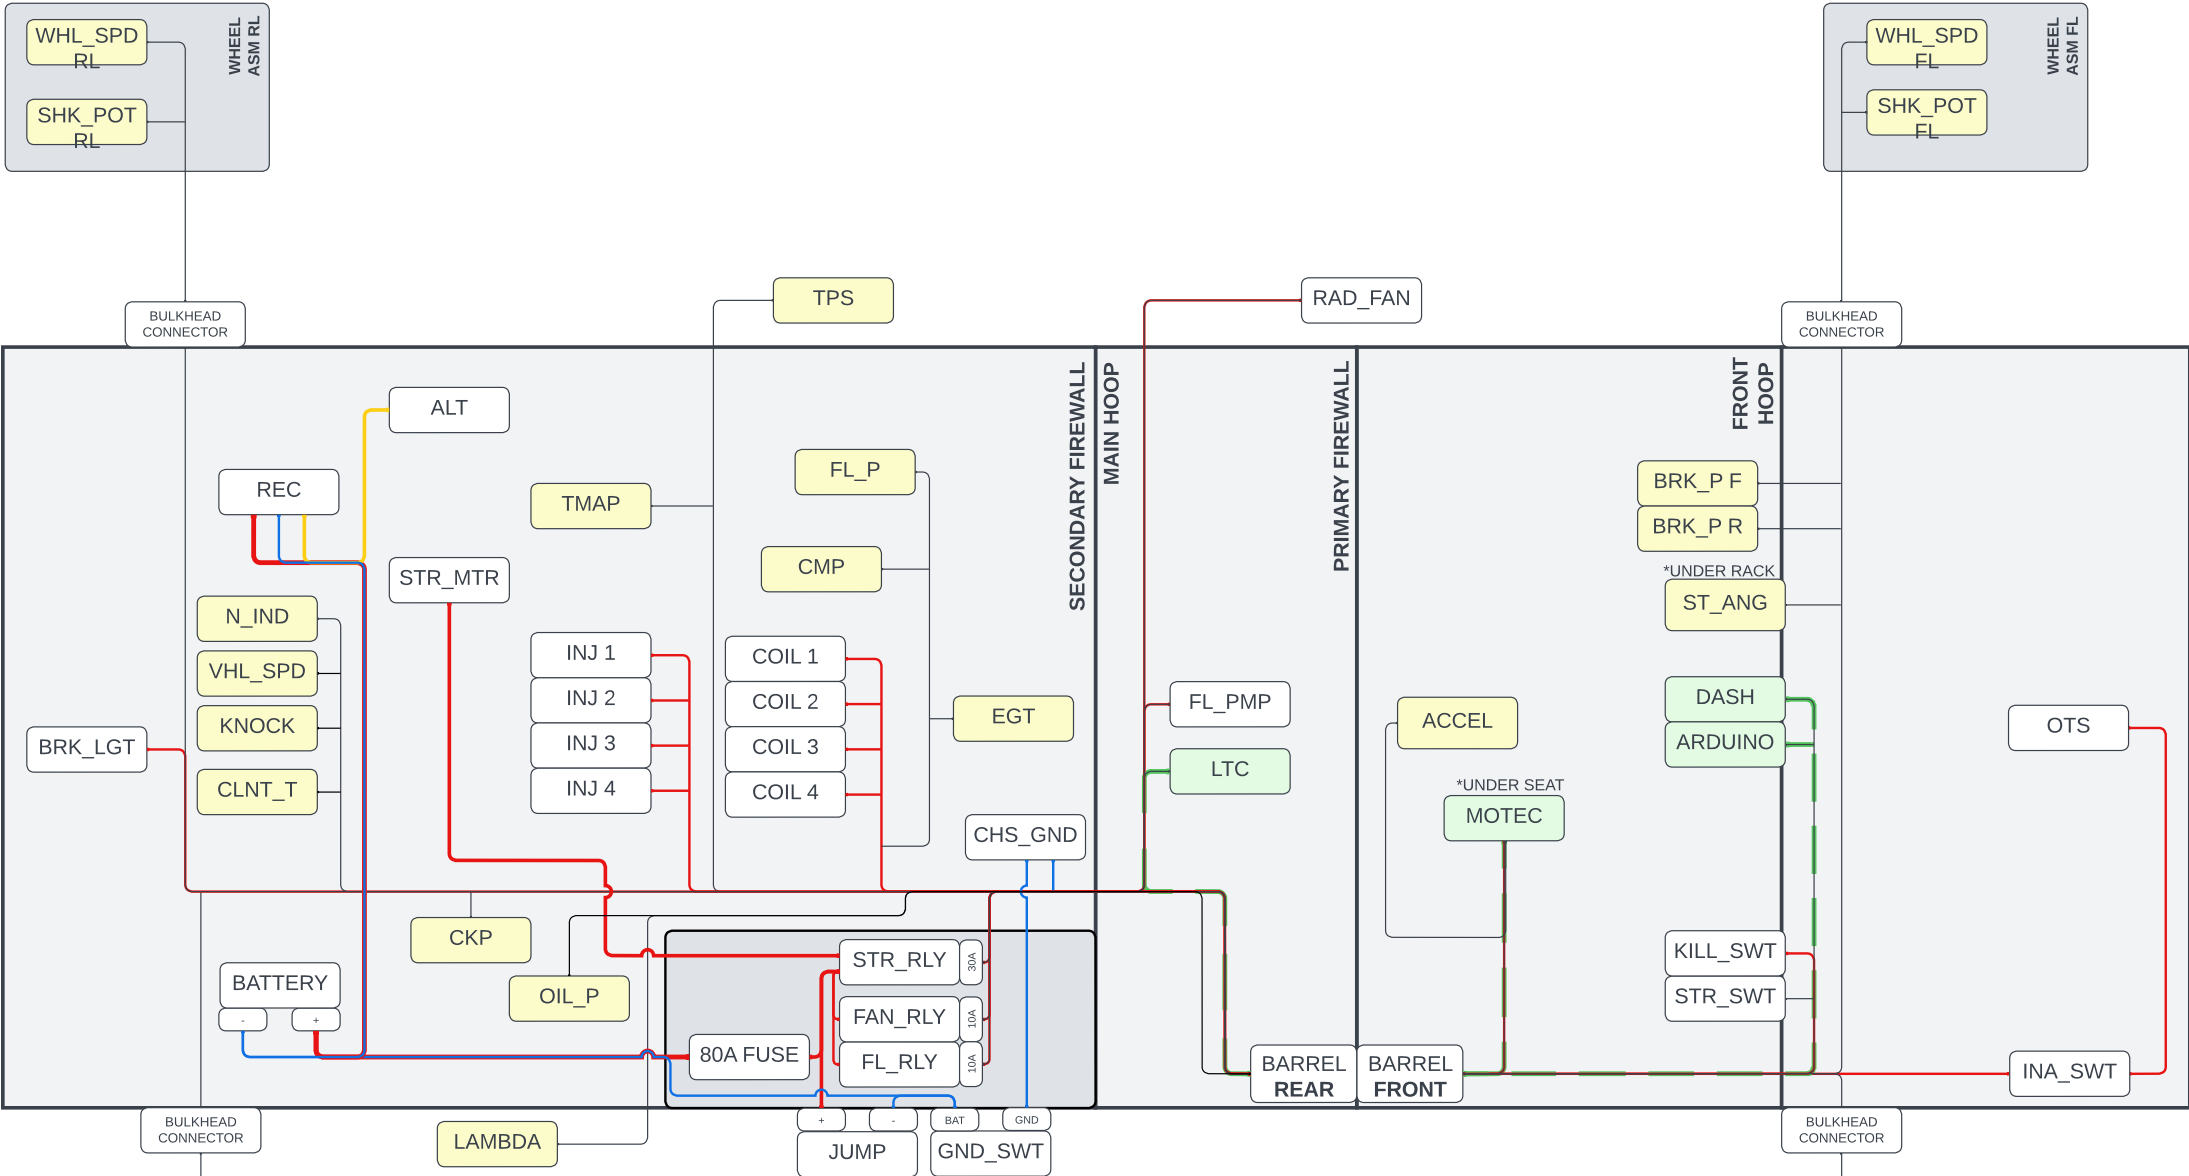 WHL_SPD
RL
SHK_POT
RL
WHEEL
ASM RL
WHL_SPD
FL
SHK_POT
FL
WHEEL
ASM FL
BULKHEAD
CONNECTOR
TPS
RAD_FAN
BULKHEAD
CONNECTOR
ALT
REC
STR_MTR
TMAP
FL_P
CMP
SECONDARY FIREWALL
MAIN HOOP
PRIMARY FIREWALL
FRONT
HOOP
BRK_P F
BRK_P R
*UNDER RACK
ST_ANG
N_IND
VHL_SPD
KNOCK
CLNT_T
BRK_LGT
INJ 1
INJ 2
INJ 3
INJ 4
COIL 1
COIL 2
COIL 3
COIL 4
EGT
CHS_GND
FL_PMP
LTC
ACCEL
*UNDER SEAT
MOTEC
DASH
ARDUINO
OTS
CKP
OIL_P
BATTERY
-
+
STR_RLY
30A
FAN_RLY
10A
FL_RLY
10A
80A FUSE
BARREL
REAR
BARREL
FRONT
KILL_SWT
STR_SWT
INA_SWT
BULKHEAD
CONNECTOR
LAMBDA
+
-
JUMP
BAT
GND
GND_SWT
BULKHEAD
CONNECTOR